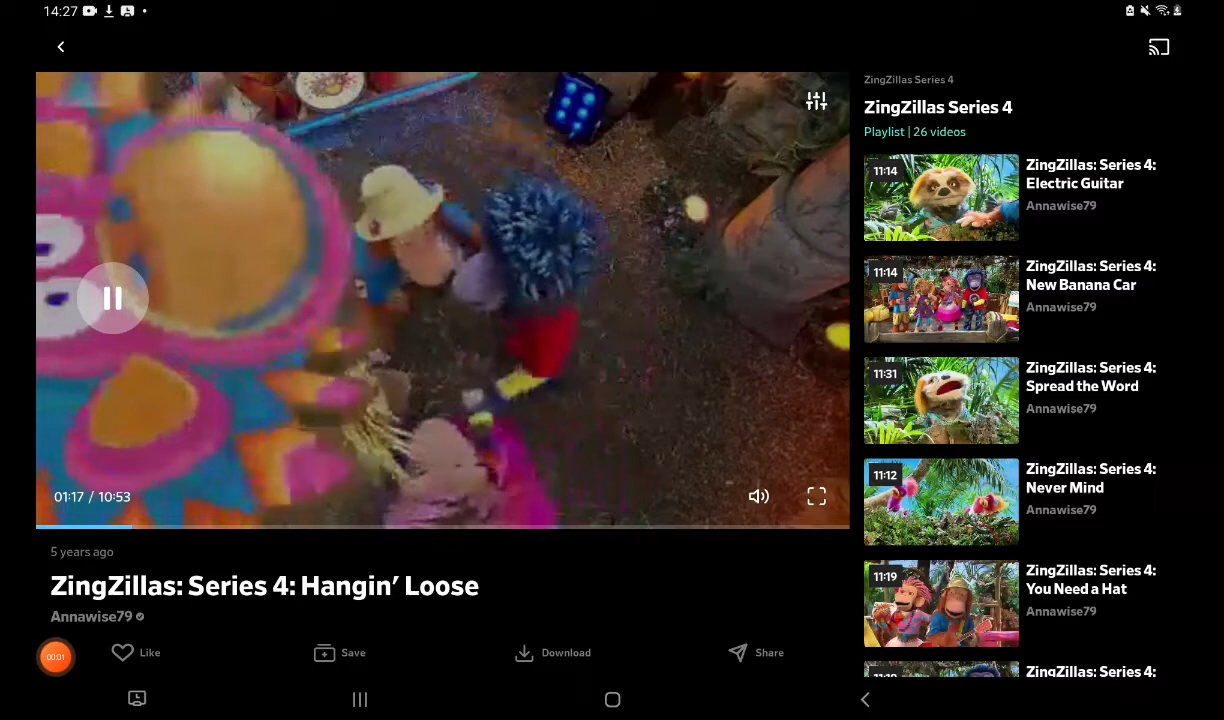 14:27
ZingZillas Series 4
ZingZillas Series 4
Playlist | 26 videos
11:14
ZingZillas: Series 4:
Electric Guitar
Annawise79
11:14
ZingZillas: Series 4:
New Banana Car
Annawise79
11:31
ZingZillas: Series 4:
Spread the Word
Annawise79
11:12
ZingZillas: Series 4:
Never Mind
Annawise79
11:19
ZingZillas: Series 4:
You Need a Hat
Annawise79
ZingZillas: Series 4:
01:17 / 10:53
5 years ago
ZingZillas: Series 4: Hangin’ Loose
Annawise79
00:01
Like
Save
Download
Share